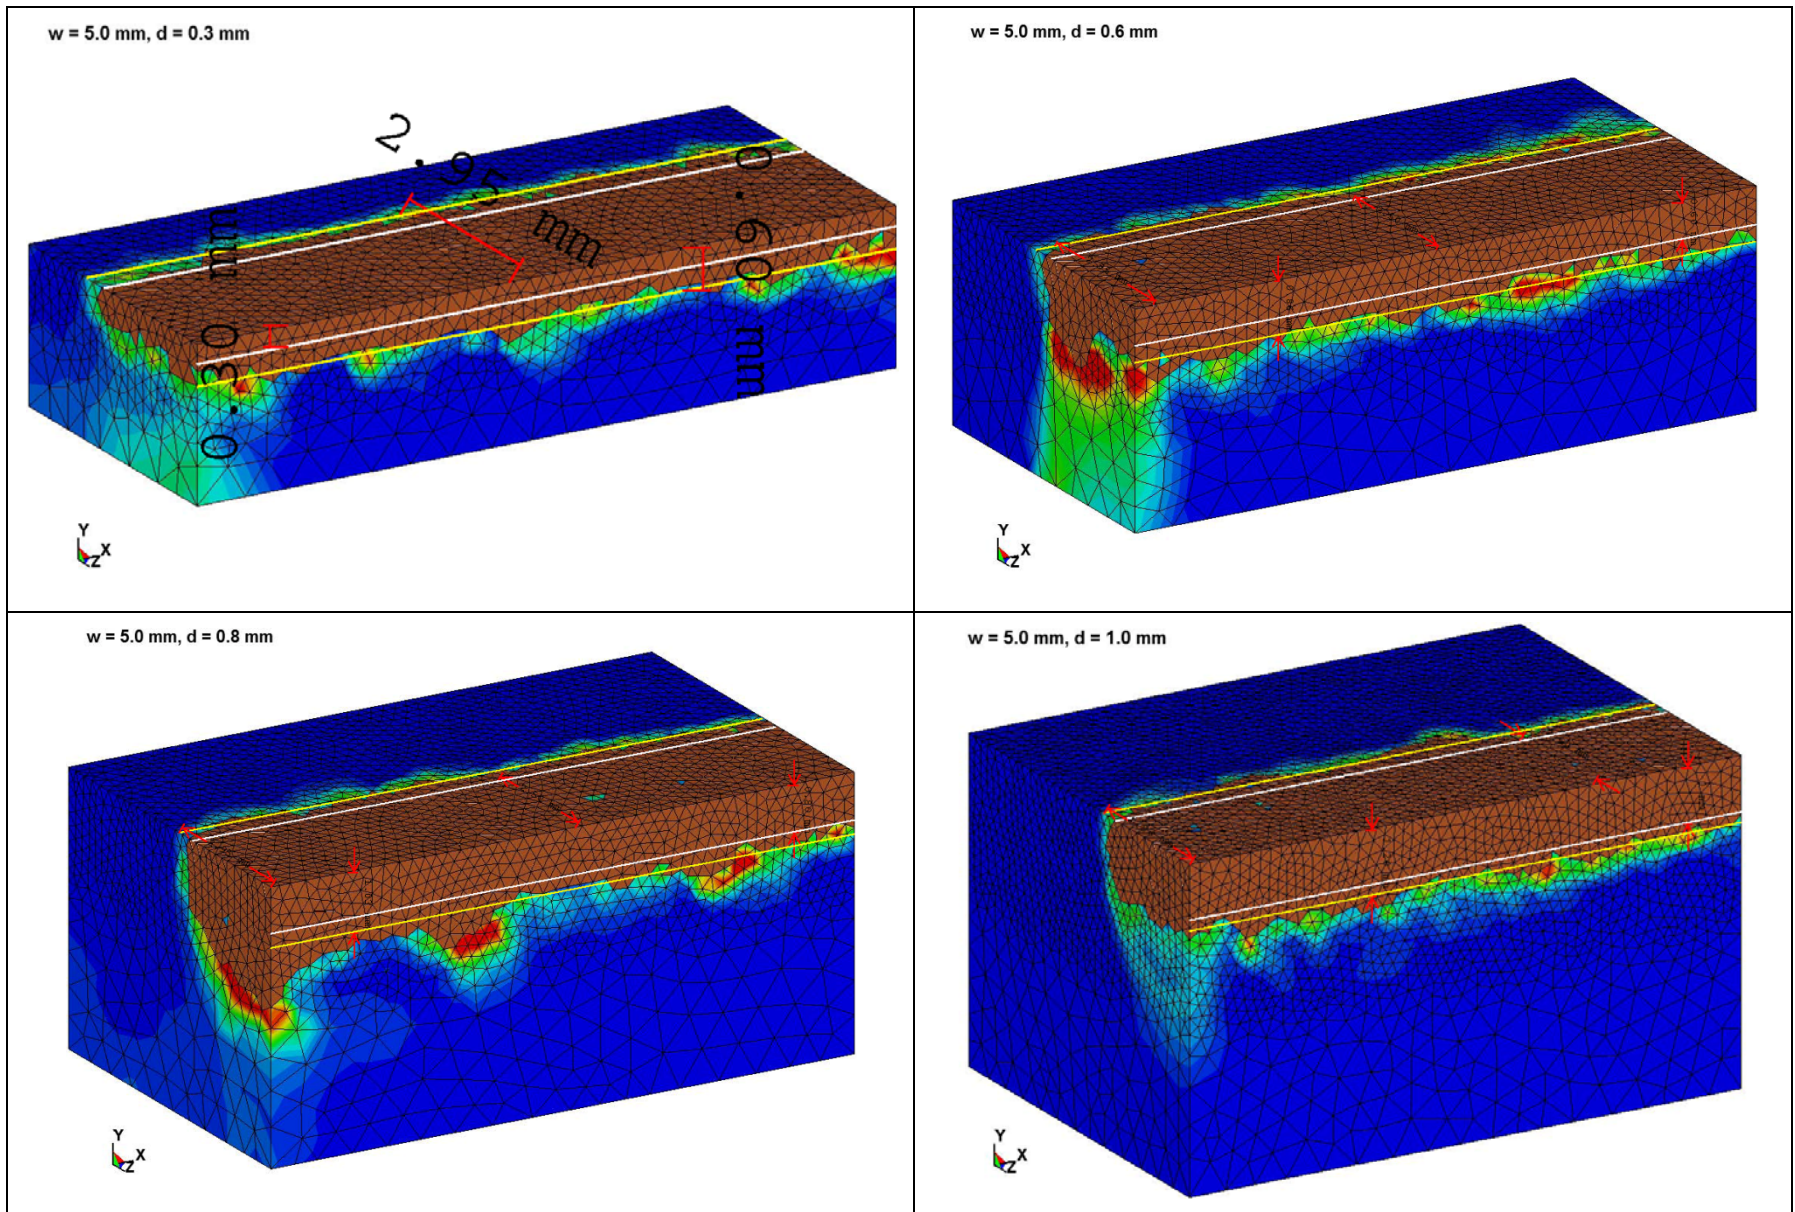 w = 5.0 mm, d = 0.3 mm
2.95 mm
0.30 mm
0.60 mm
Y
X
Z
w = 5.0 mm, d = 0.6 mm
Y
X
Z
w = 5.0 mm, d = 0.8 mm
Y
X
Z
w = 5.0 mm, d = 1.0 mm
Y
X
Z